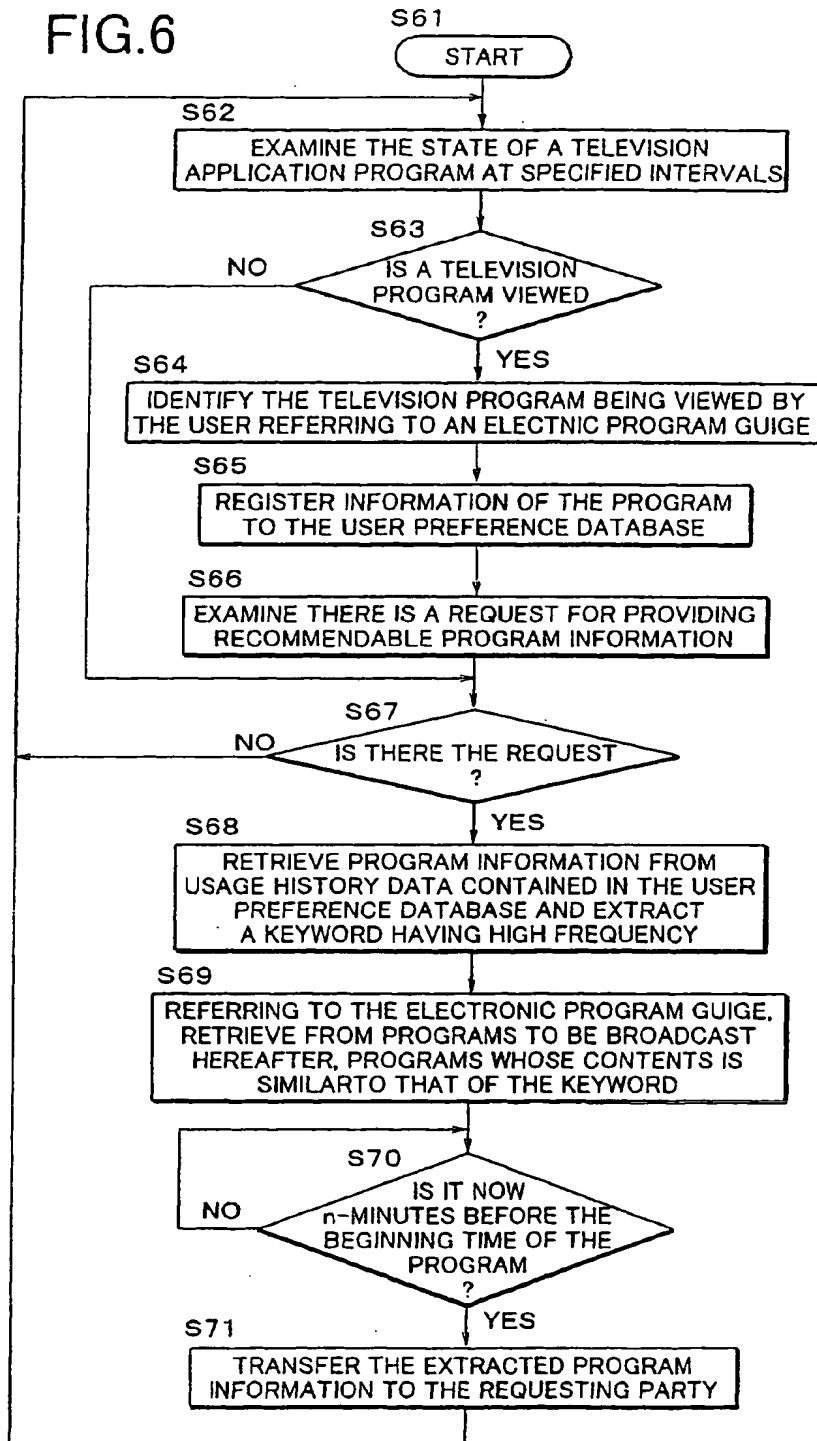 FIG.6
S61
START
S62
EXAMINE THE STATE OF A TELEVISION
APPLICATION PROGRAM AT SPECIFIED INTERVALS
S63
NO
IS A TELEVISION
PROGRAM VIEWED
?
YES
S64
IDENTIFY THE TELEVISION PROGRAM BEING VIEWED BY
THE USER REFERRING TO AN ELECTNIC PROGRAM GUIGE
S65
REGISTER INFORMATION OF THE PROGRAM
TO THE USER PREFERENCE DATABASE
S66
EXAMINE THERE IS A REQUEST FOR PROVIDING
RECOMMENDABLE PROGRAM INFORMATION
S67
NO
IS THERE THE REQUEST
?
YES
S68
RETRIEVE PROGRAM INFORMATION FROM
USAGE HISTORY DATA CONTAINED IN THE USER
PREFERENCE DATABASE AND EXTRACT
A KEYWORD HAVING HIGH FREQUENCY
S69
REFERRING TO THE ELECTRONIC PROGRAM GUIGE,
RETRIEVE FROM PROGRAMS TO BE BROADCAST
HEREAFTER, PROGRAMS WHOSE CONTENTS IS
SIMILARTO THAT OF THE KEYWORD
S70
NO
IS IT NOW
n-MINUTES BEFORE THE
BEGINNING TIME OF THE
PROGRAM
?
YES
S71
TRANSFER THE EXTRACTED PROGRAM
INFORMATION TO THE REQUESTING PARTY